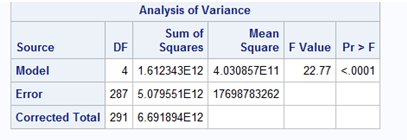 Analysis of Variance
Source DF Sum of Squares Mean Square F Value Pr > F
Model 4 1.612343E12 4.030857E11 22.77 <.0001
Error 287 5.079551E12 17698783262
Corrected Total 291 6.691894E12